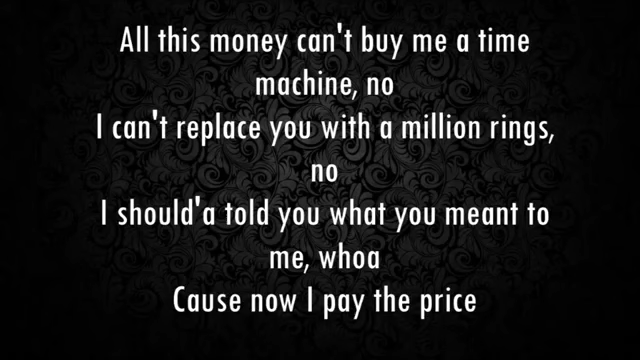 All this money can't buy me a time
machine, no
I can't replace you with a million rings,
no
I should'a told you what you meant to
me, whoa
Cause now I pay the price